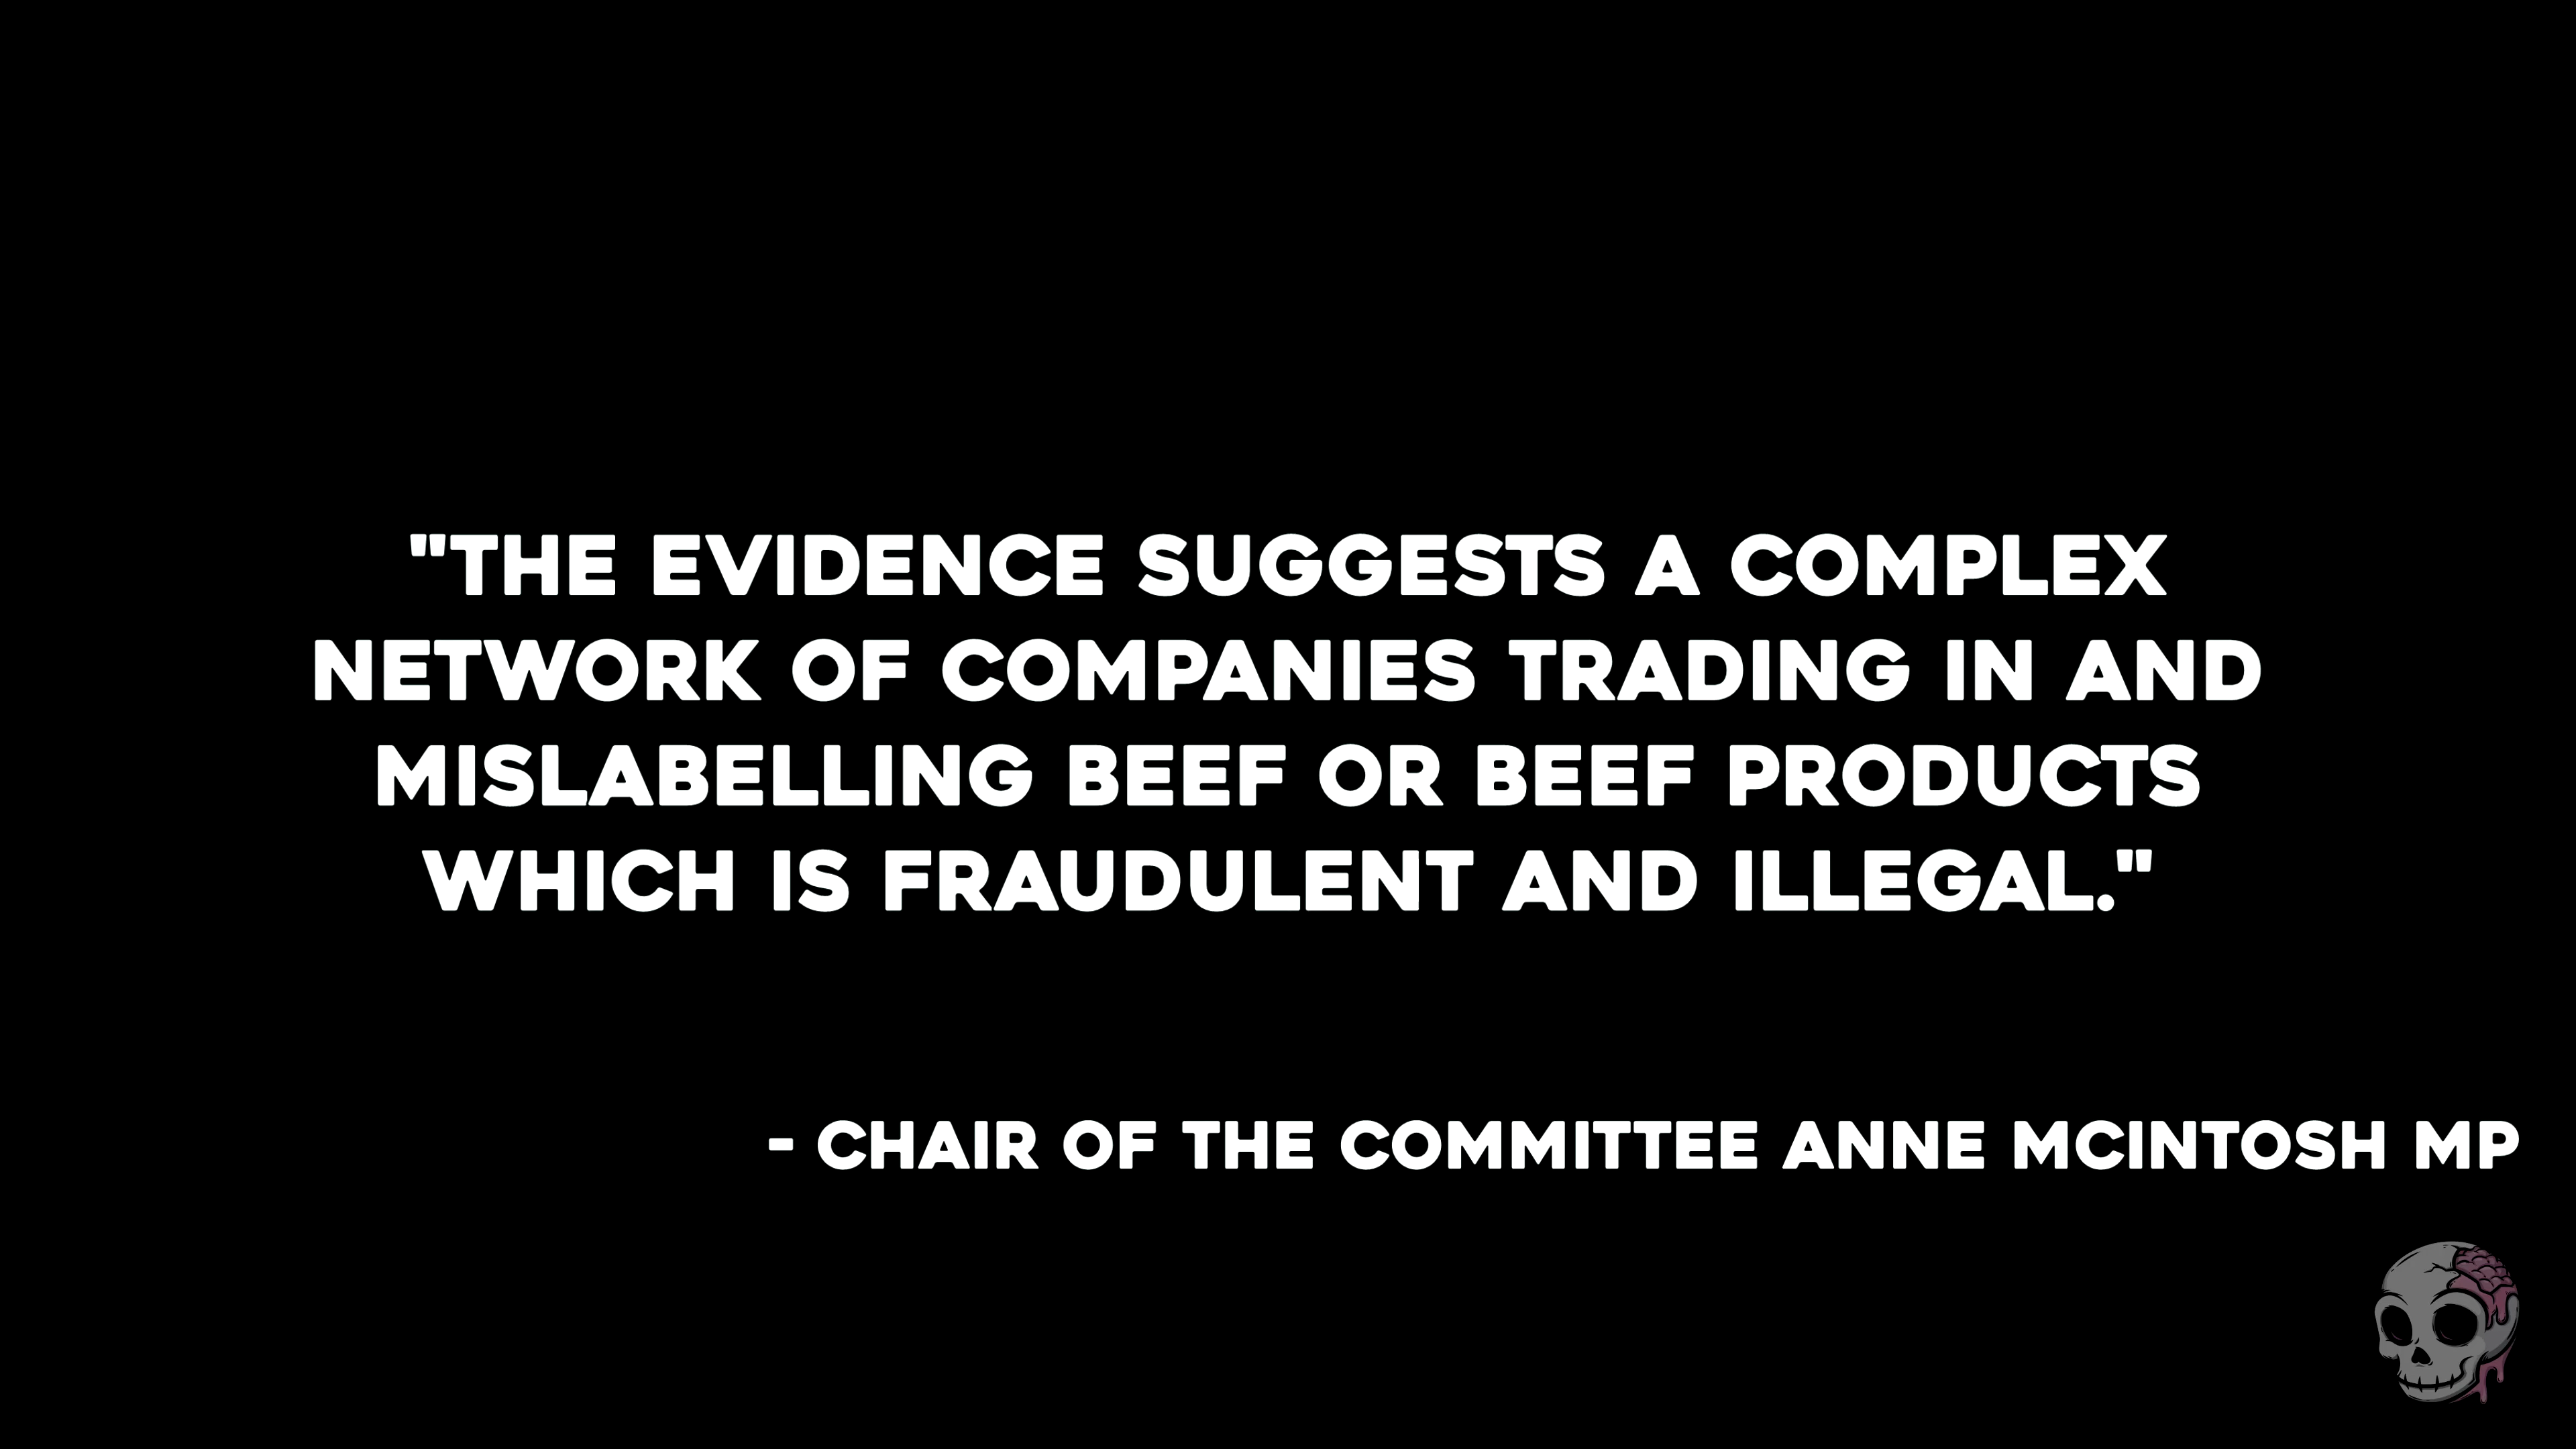 "THE EVIDENCE SUGGESTS A COMPLEX
NETWORK OF COMPANIES TRADING IN AND
MISLABELLING BEEF OR BEEF PRODUCTS
WHICH IS FRAUDULENT AND ILLEGAL."
- CHAIR OF THE COMMITTEE ANNE MCINTOSH MP